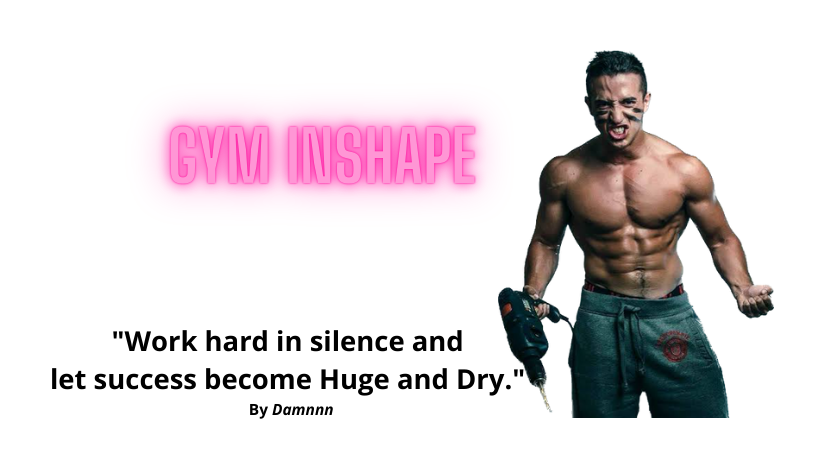 GYM INSHAPE
"Work hard in silence and
let success become Huge and Dry."
By Damnnn